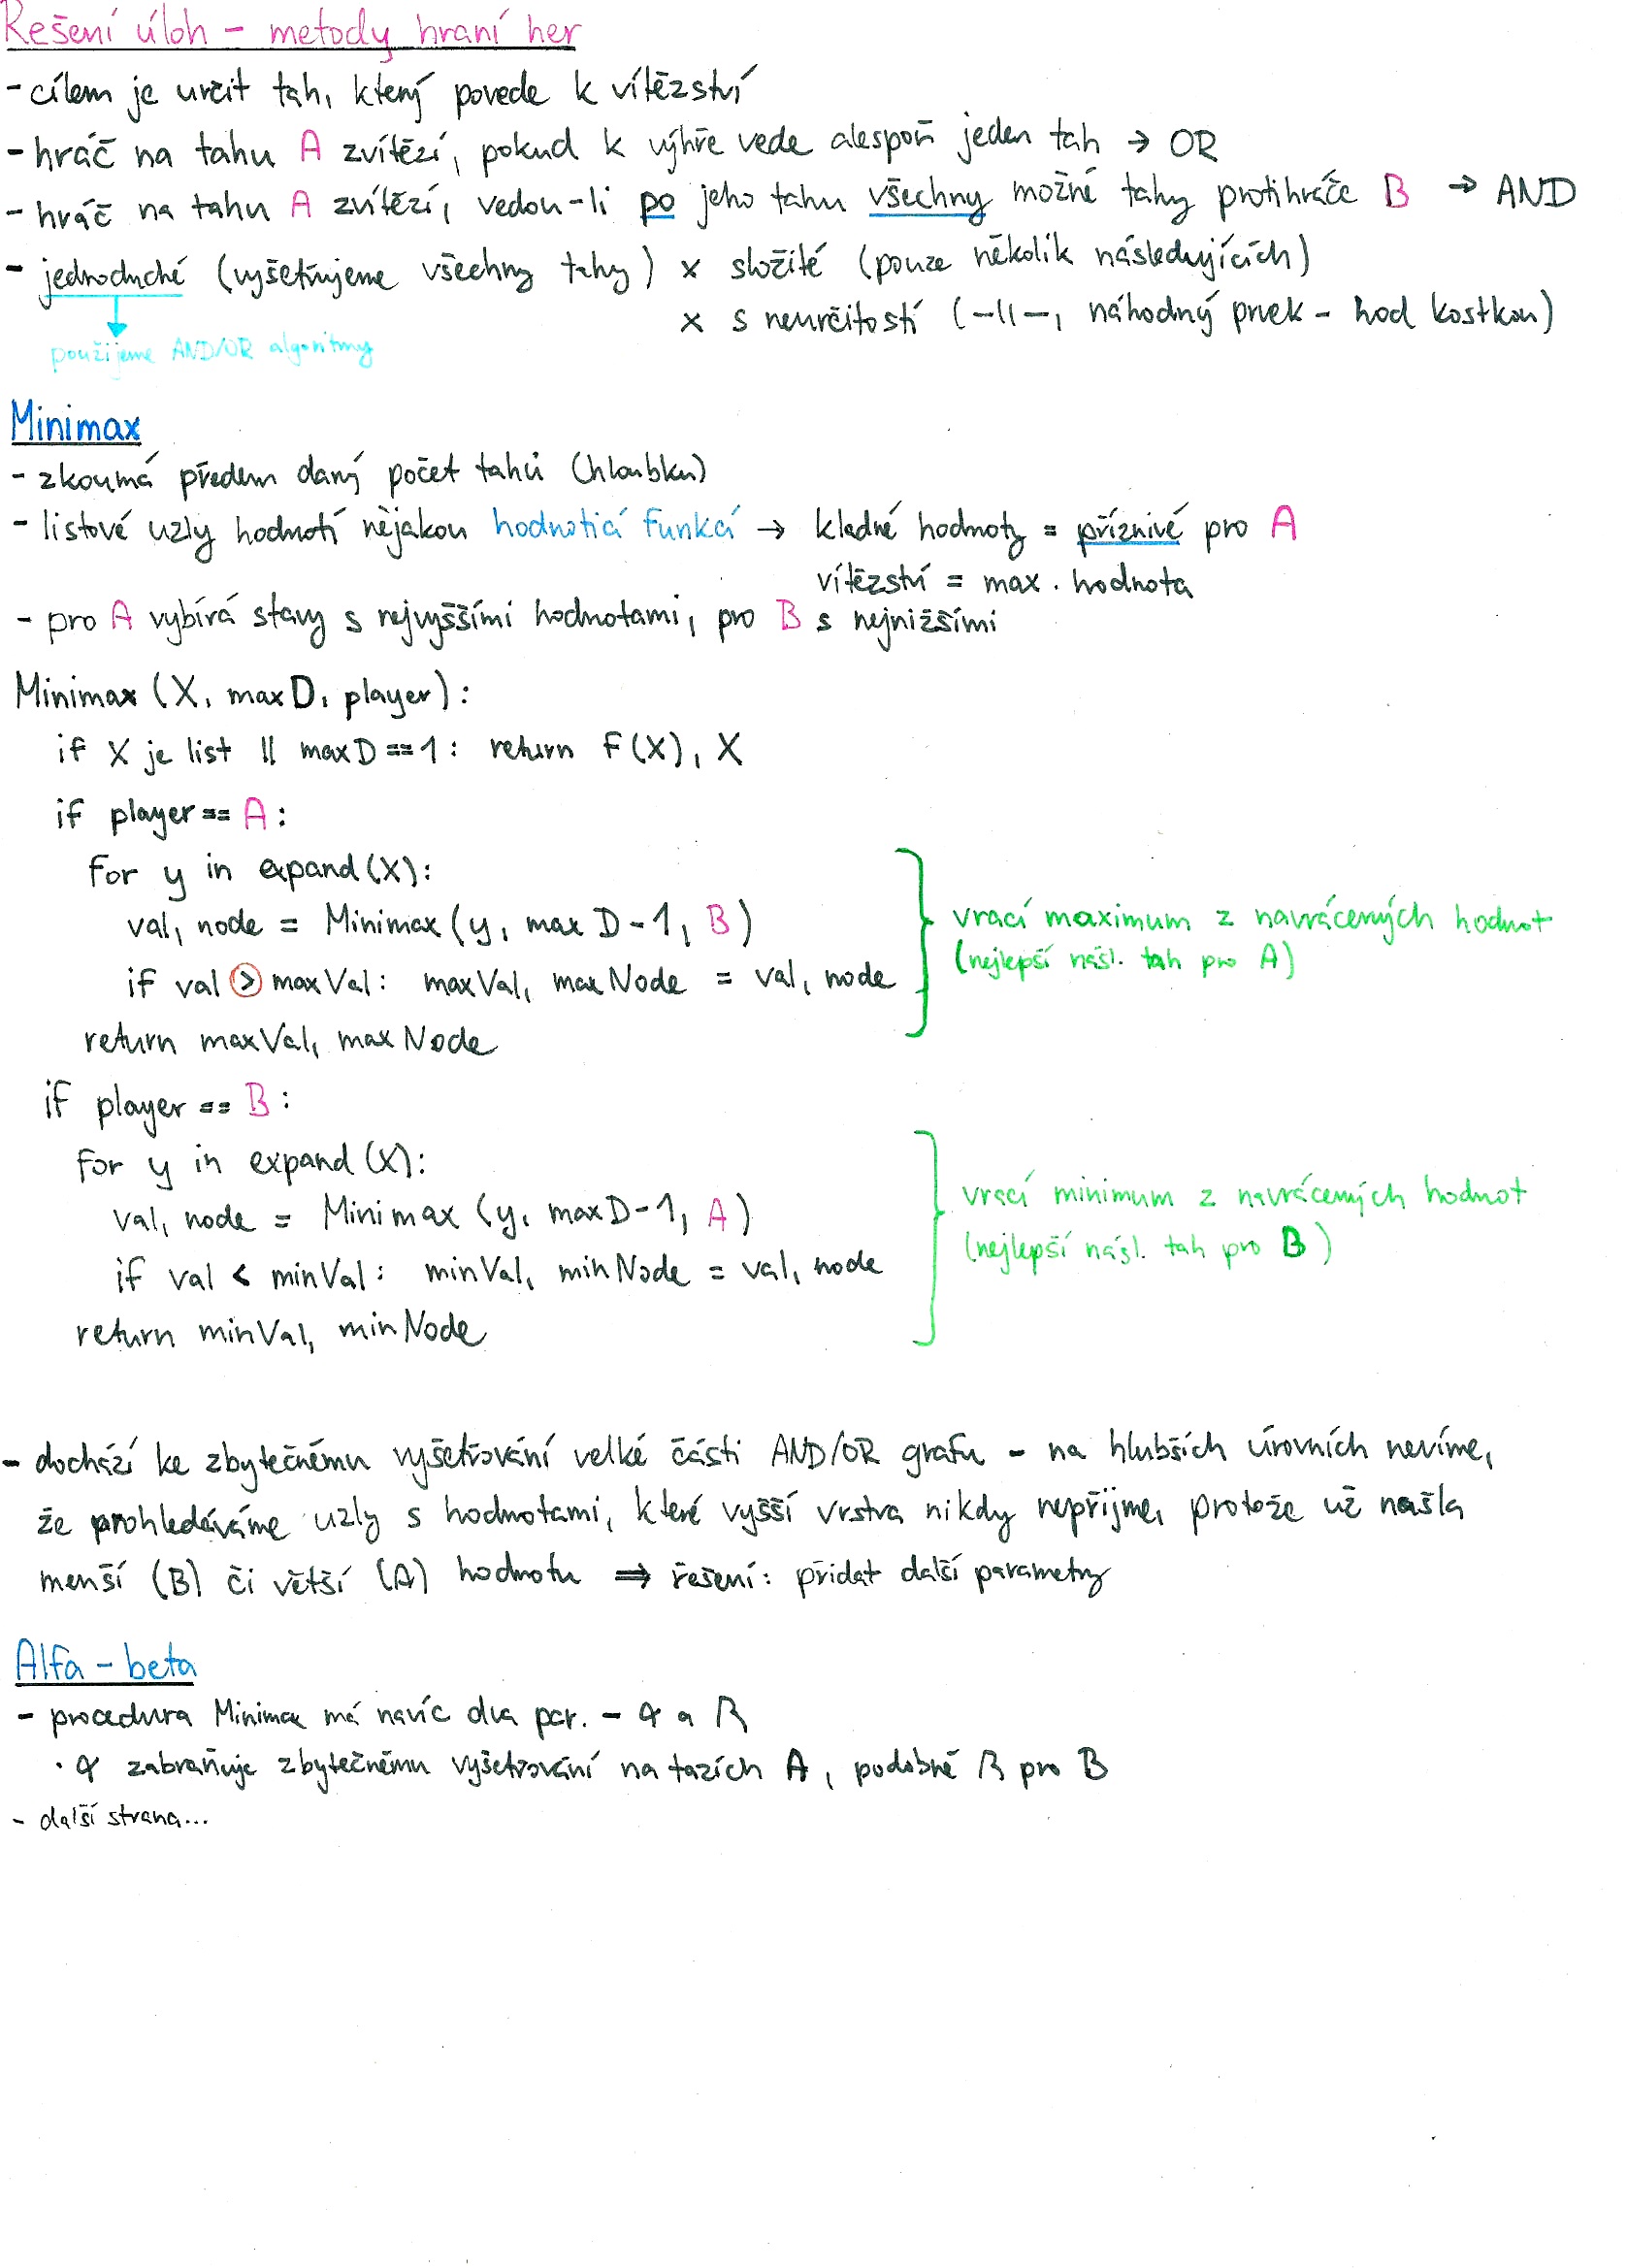 Řešení úloh - metody hraní her
- cílem je určit tah, který povede k vítězství
- hráč na tahu A zvítězí, pokud k výhře vede alespoň jeden tah → OR
- hráč na tahu A zvítězí, vedou-li po jeho tahu všechny možné tahy protihráče B → AND
- jednoduché (vyšetřujeme všechny tahy) x složité (pouze několik následujících)
x s neurčitostí (-||-, náhodný prvek - hod kostkou)
použijeme AND/OR algoritmy
Minimax
- zkoumá předem daný počet tahů (hloubku)
- listové uzly hodnotí nějakou hodnotící funkcí → kladné hodnoty = příznivé pro A
vítězství = max. hodnota
- pro A vybírá stavy s nejvyššími hodnotami, pro B s nejnižšími
Minimax (X, maxD, player):
if X je list || maxD == 1: return F(X), X
if player == A:
for y in expand(X):
val, node = Minimax(y, maxD-1, B)
if val > maxVal: maxVal, maxNode = val, node
return maxVal, maxNode
vrací maximum z navrácených hodnot
(nejlepší násl. tah pro A)
if player == B:
for y in expand(X):
val, node = Minimax (y, maxD-1, A)
if val < minVal: minVal, minNode = val, node
return minVal, minNode
vrací minimum z navrácených hodnot
(nejlepší násl. tah pro B)
- dochází ke zbytečnému vyšetřování velké části AND/OR grafu - na hlubších úrovních nevíme,
že prohledáváme uzly s hodnotami, které vyšší vrstva nikdy nepřijme, protože už našla
menší (B) či větší (A) hodnotu ⇒ řešení: přidat další parametry
Alfa - beta
- procedura Minimax má navíc dva par. - α a β
· α zabraňuje zbytečnému vyšetřování na tazích A, podobně β pro B
- další strana...